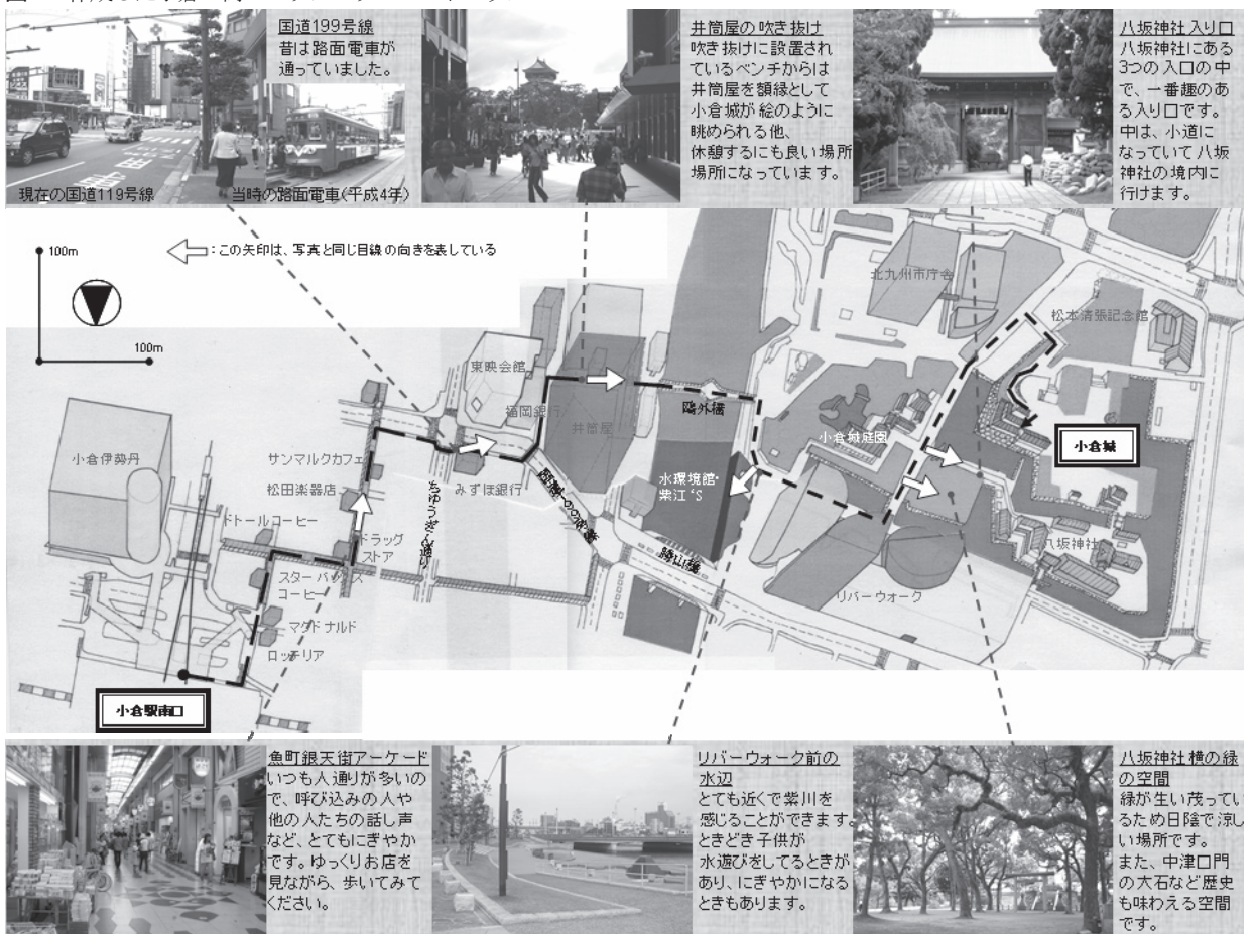 国道199号線
昔は路面電車が
通っていました。
現在の国道119号線
当時の路面電車(平成4年)
井筒屋の吹き抜け
吹き抜けに設置され
ているベンチからは
井筒屋を額縁として
小倉城が絵のように
眺められる他、
休憩するにも良い場所
場所になっています。
八坂神社入り口
八坂神社にある
3つの入口の中
で、一番趣のあ
る入り口です。
中は、小道に
なっていて八坂
神社の境内に
行けます。
100m
100m
:この矢印は、写真と同じ目線の向きを表している
北九州市庁舎
松本清張記念館
東映会館
福岡銀行
井筒屋
鴎外橋
小倉城庭園
小倉城
小倉伊勢丹
サンマルクカフェ
松田楽器店
みずほ銀行
水環境館・
紫江'S
ドトールコーヒー
ドラッグ
ストア
ちゅうぎん通り
勝山橋
八坂神社
スターバックス
コーヒー
リバーウォーク
マクドナルド
ロッテリア
小倉駅南口
魚町銀天街アーケード
いつも人通りが多いの
で、呼び込みの人や
他の人たちの話し声
など、とてもにぎやか
です。ゆっくりお店を
見ながら、歩いてみて
ください。
リバーウォーク前の
水辺
とても近くで紫川を
感じることができます。
ときどき子供が
水遊びをしてるときが
あり、にぎやかになる
ときもあります。
八坂神社横の緑
の空間
緑が生い茂ってい
るため日陰で涼し
い場所です。
また、中津口門
の大石など歴史
も味わえる空間
です。